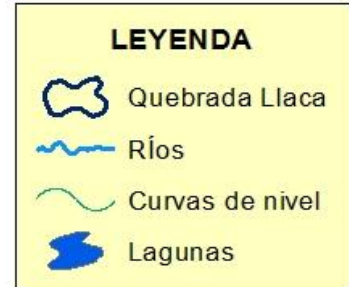 LEYENDA
Quebrada Llaca
RÍos
Curvas de nivel
Lagunas